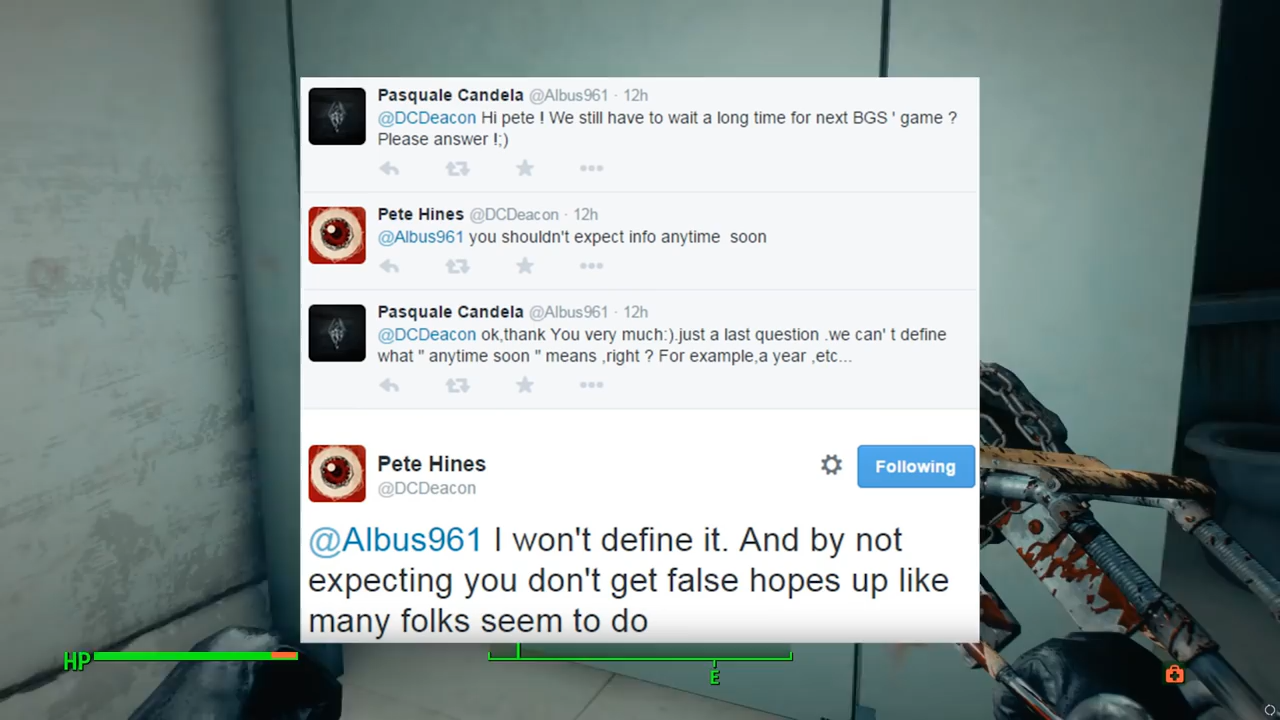 Pasquale Candela @Albus961 · 12h
@DCDeacon Hi pete ! We still have to wait a long time for next BGS ' game ?
Please answer !;)
Pete Hines @DCDeacon · 12h
@Albus961 you shouldn't expect info anytime  soon
Pasquale Candela @Albus961 · 12h
@DCDeacon ok,thank You very much:).just a last question .we can' t define
what " anytime soon " means ,right ? For example,a year ,etc...
Pete Hines
Following
@DCDeacon
@Albus961 I won't define it. And by not
expecting you don't get false hopes up like
many folks seem to do
HP
E